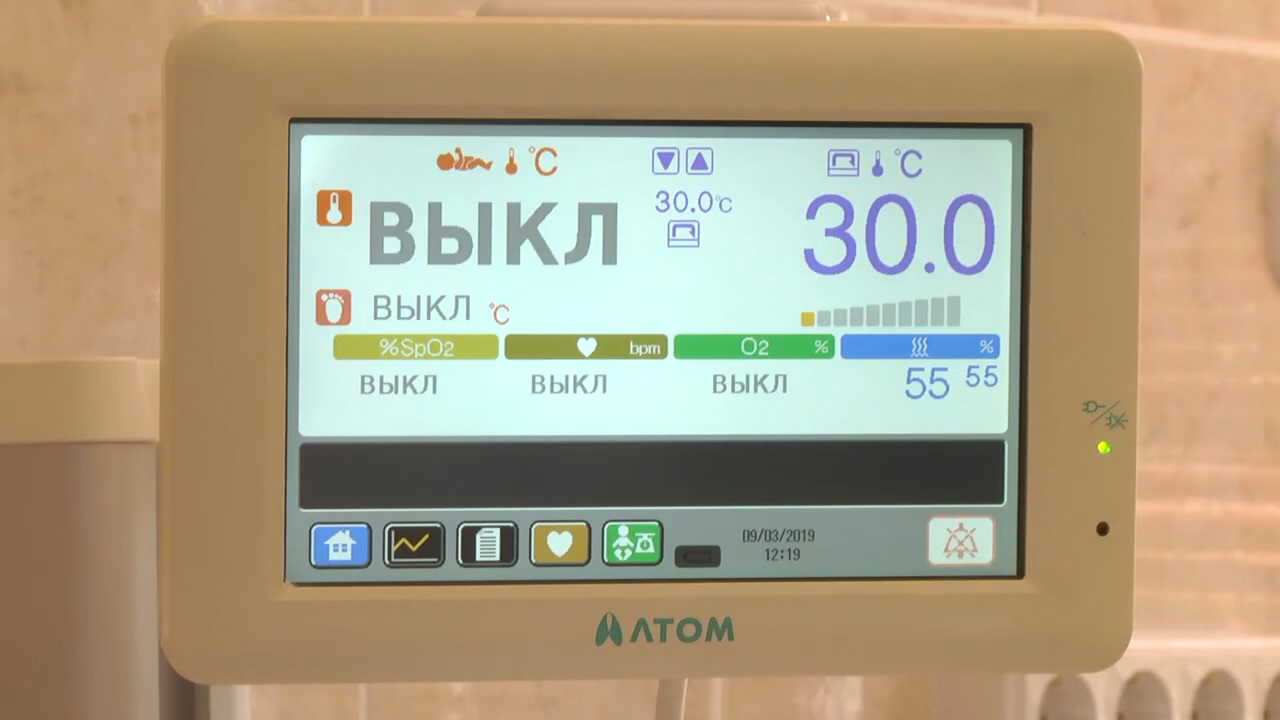 °C
°C
30.0°C
ВЫКЛ
30.0
ВЫКЛ °C
%SpO2
bpm
O2 %
%
ВЫКЛ
ВЫКЛ
ВЫКЛ
55 55
09/03/2019
12:19
ATOM